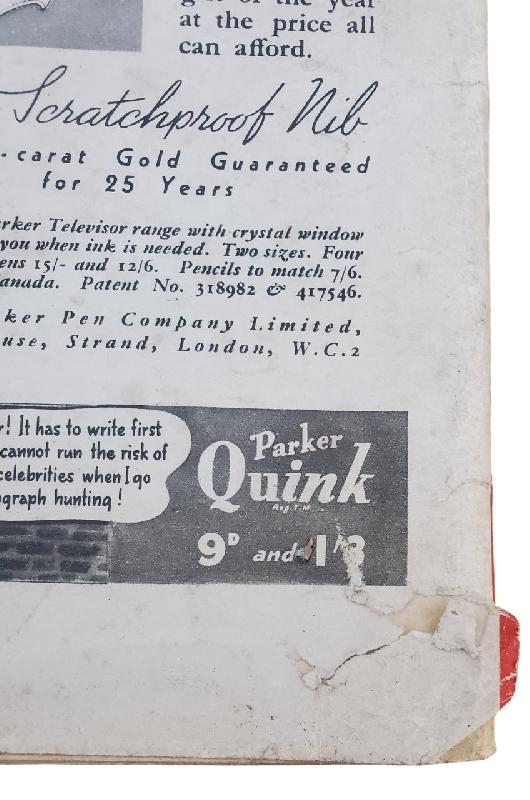 at the price all
can afford.
Scratchproof Nib
-carat Gold Guaranteed
for 25 Years
rker Televisor range with crystal window
you when ink is needed. Two sizes. Four
ens 15/- and 12/6. Pencils to match 7/6.
anada. Patent No. 318982 & 417546.
ker Pen Company Limited,
use, Strand, London, W.C.2
r! It has to write first
cannot run the risk of
celebrities when I go
ograph hunting!
Parker
Quink
Reg. T.M.
9D and 1/3